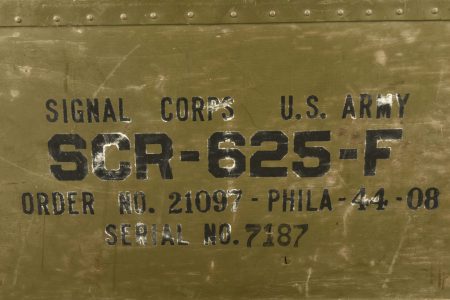 SIGNAL CORPS U.S. ARMY
SCR-625-F
ORDER NO. 21097-PHILA-44-08
SERIAL NO. 7187